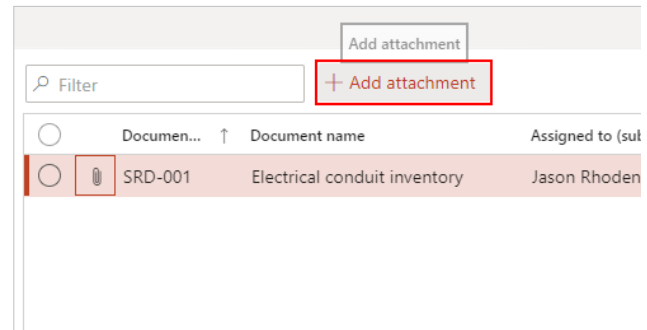 Add attachment
Filter
+ Add attachment
Documen... ↑ Document name Assigned to (sub
SRD-001 Electrical conduit inventory Jason Rhoden